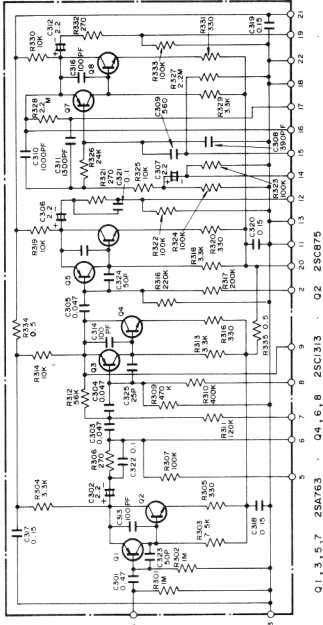 C317
0.15
R304
3.3K
C302
2.2
C313
100PF
Q1
Q2
C301
0.47
R301
1M
R302
1M
C323
50P
R303
7.5K
R305
330
C318
0.15
R306
270
C322 0.1
R307
100K
C303
0.047
C304
0.047
R312
56K
R314
10K
R334
0.5
Q3
C314
100
PF
Q4
C325
25P
R309
470
K
R310
400K
R311
120K
R313
3.3K
R316
330
R335 0.5
C305
0.047
Q5
R319
10K
C306
2.2
C324
50P
R316
220K
R317
200K
R321
270
C321
0.1
R322
100K
R324
100K
R318
3.3K
R320
330
C320
0.15
R325
10K
C307
2.2
R323
100K
C310
1000PF
C311
1300PF
R326
24K
R328
2.2M
Q7
C316
100PF
Q8
R330
10K
C312
2.2
R332
270
R333
100K
C309
560
C308
390PF
R327
2.2M
R329
3.3K
R331
330
C319
0.15
5
6
7
8
9
2
20
11
13
12
14
15
16
17
18
22
19
21
Q1,3,5,7 2SA763 · Q4,6,8 2SC1313 · Q2 2SC875